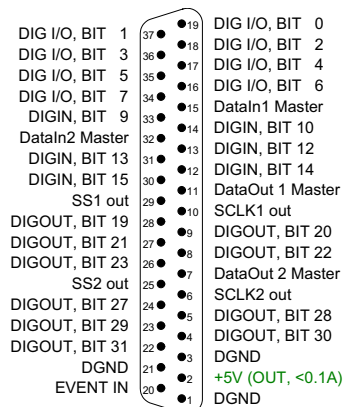 19 DIG I/O, BIT 0
DIG I/O, BIT 1 37
18 DIG I/O, BIT 2
DIG I/O, BIT 3 36
17 DIG I/O, BIT 4
DIG I/O, BIT 5 35
16 DIG I/O, BIT 6
DIG I/O, BIT 7 34
15 DataIn1 Master
DIGIN, BIT 9 33
14 DIGIN, BIT 10
DataIn2 Master 32
13 DIGIN, BIT 12
DIGIN, BIT 13 31
12 DIGIN, BIT 14
DIGIN, BIT 15 30
11 DataOut 1 Master
SS1 out 29
10 SCLK1 out
DIGOUT, BIT 19 28
9 DIGOUT, BIT 20
DIGOUT, BIT 21 27
8 DIGOUT, BIT 22
DIGOUT, BIT 23 26
7 DataOut 2 Master
SS2 out 25
6 SCLK2 out
DIGOUT, BIT 27 24
5 DIGOUT, BIT 28
DIGOUT, BIT 29 23
4 DIGOUT, BIT 30
DIGOUT, BIT 31 22
3 DGND
DGND 21
2 +5V (OUT, <0.1A)
EVENT IN 20
1 DGND